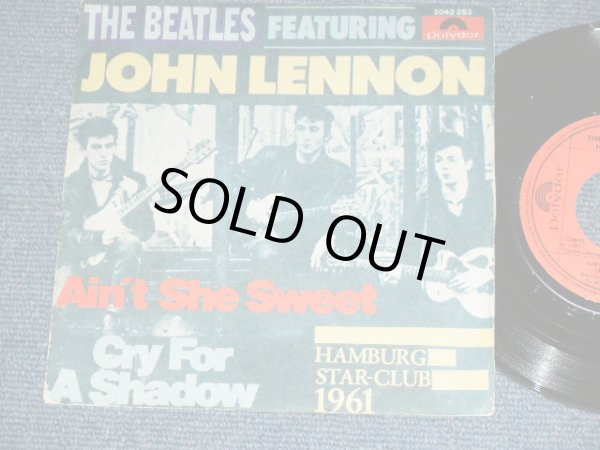 THE BEATLES FEATURING
2042 263
Polydor
JOHN LENNON
SOLD OUT
Ain't She Sweet
Cry For
A Shadow
HAMBURG
STAR-CLUB
1961
Polydor